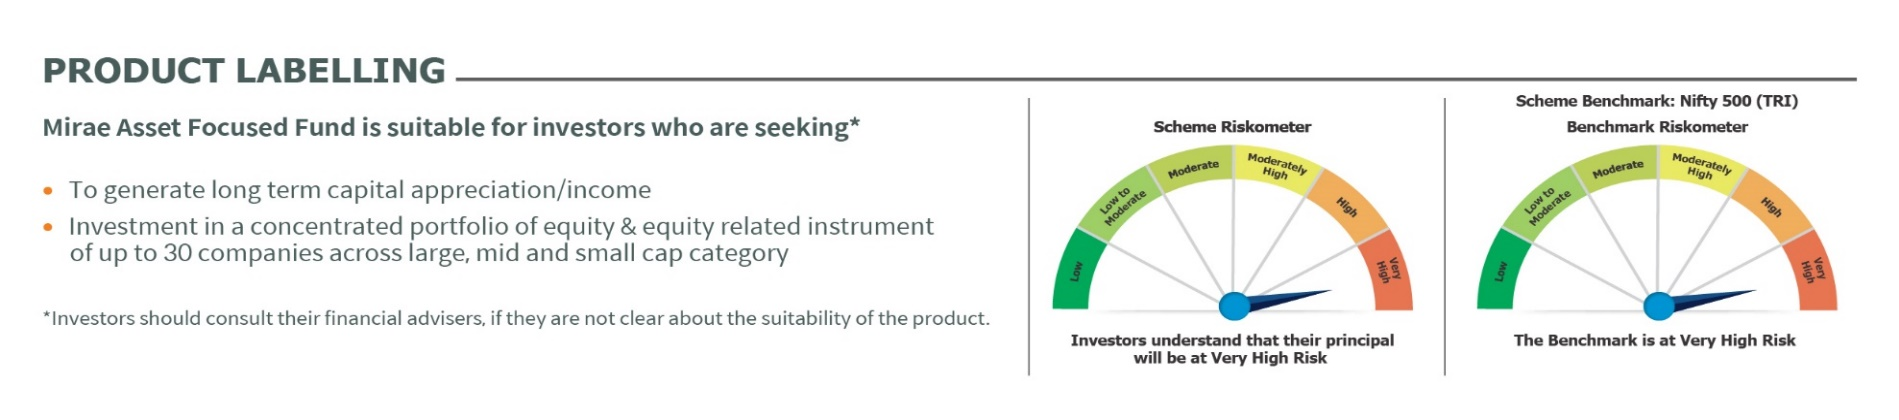 PRODUCT LABELLING
Mirae Asset Focused Fund is suitable for investors who are seeking*
• To generate long term capital appreciation/income
• Investment in a concentrated portfolio of equity & equity related instrument
of up to 30 companies across large, mid and small cap category
*Investors should consult their financial advisers, if they are not clear about the suitability of the product.
Scheme Riskometer
Low
Low to
Moderate
Moderate
Moderately
High
High
Very
High
Investors understand that their principal
will be at Very High Risk
Scheme Benchmark: Nifty 500 (TRI)
Benchmark Riskometer
Low
Low to
Moderate
Moderate
Moderately
High
High
Very
High
The Benchmark is at Very High Risk